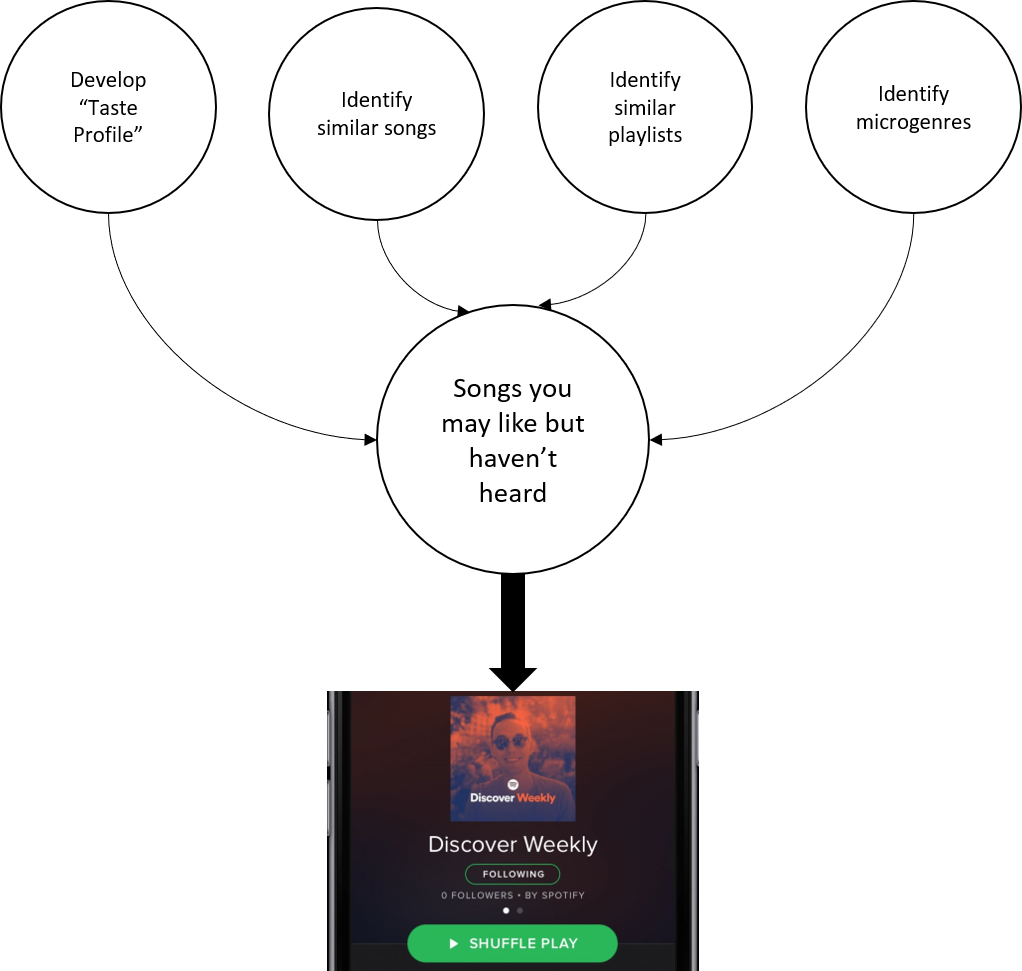 Develop
“Taste
Profile”
Identify
similar songs
Identify
similar
playlists
Identify
microgenres
Songs you
may like but
haven’t
heard
Discover Weekly
Discover Weekly
FOLLOWING
0 FOLLOWERS • BY SPOTIFY
SHUFFLE PLAY